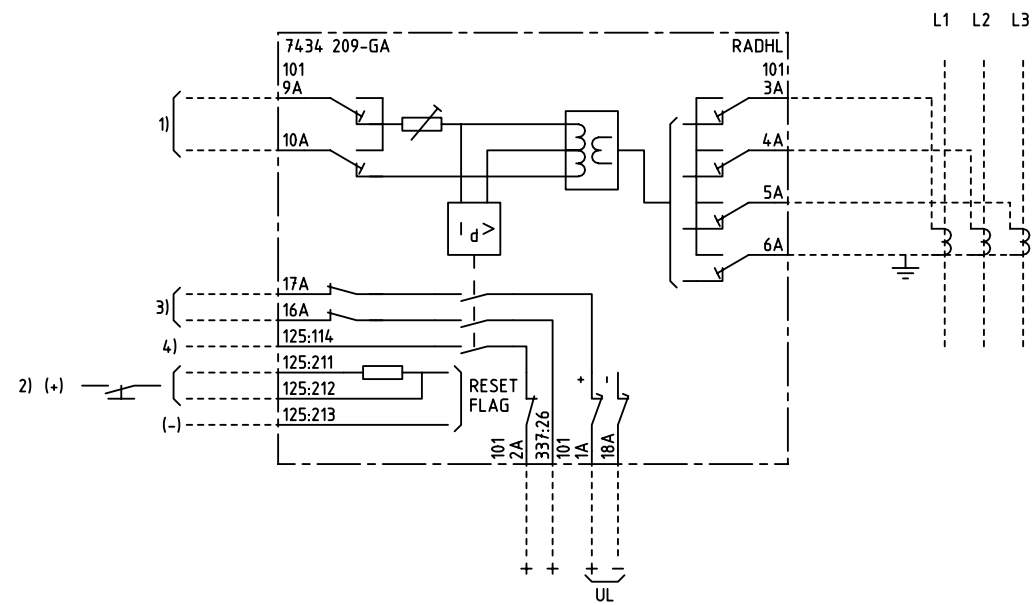 L1 L2 L3
7434 209-GA RADHL
101 101
9A 3A
1)
10A 4A
5A
I d >
6A
17A
3)
16A
4) 125:114
125:211
2) (+) 125:212 RESET
FLAG
+ -
(-) 125:213
101 2A 337:26 101 1A 18A
+ + + -
UL